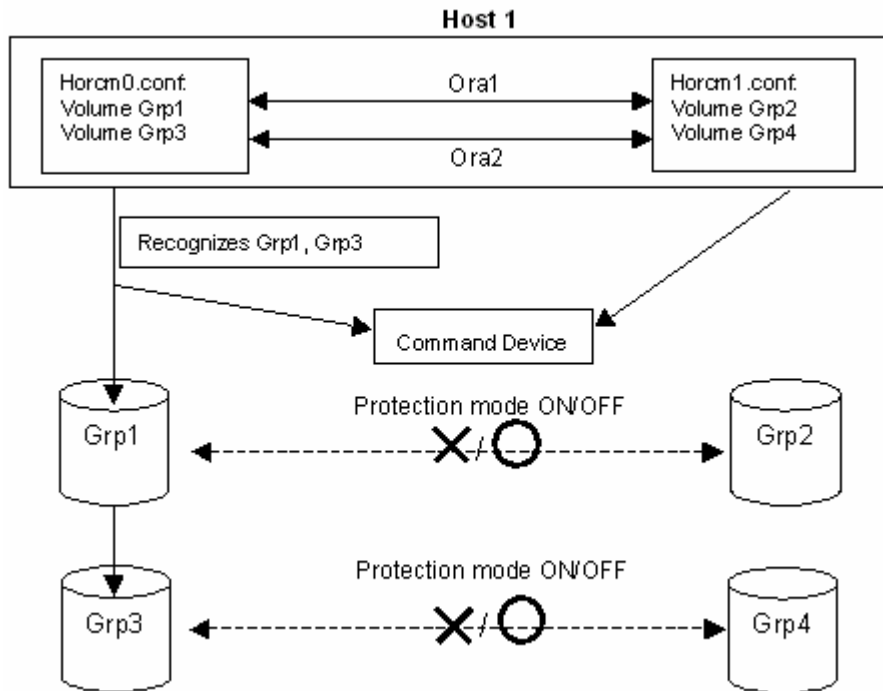 Host 1
Horcm0.conf:
Volume Grp1
Volume Grp3
Ora1
Ora2
Horcm1.conf:
Volume Grp2
Volume Grp4
Recognizes Grp1, Grp3
Command Device
Protection mode ON/OFF
Grp1
/
Grp2
Protection mode ON/OFF
Grp3
/
Grp4